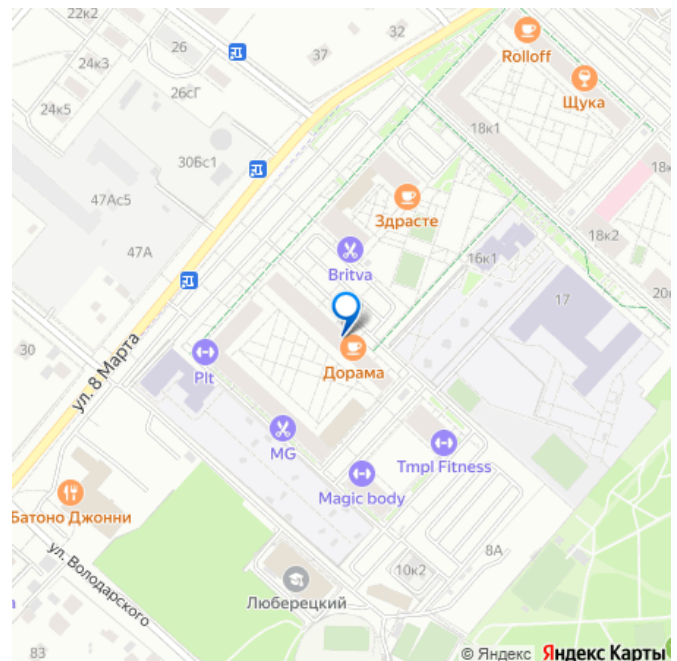 22к2
32
26
37
24к3
Rolloff
24к5
26сГ
Щука
18к1
30Бс1
18к
47Ас5
Здрасте
18к2
47А
16к1
Britva
20
17
30
ул. 8 Марта
Plt
Дорама
MG
Tmpl Fitness
Magic body
Батоно Джонни
8А
ул. Володарского
10к2
Люберецкий
83
© Яндекс Яндекс Карты